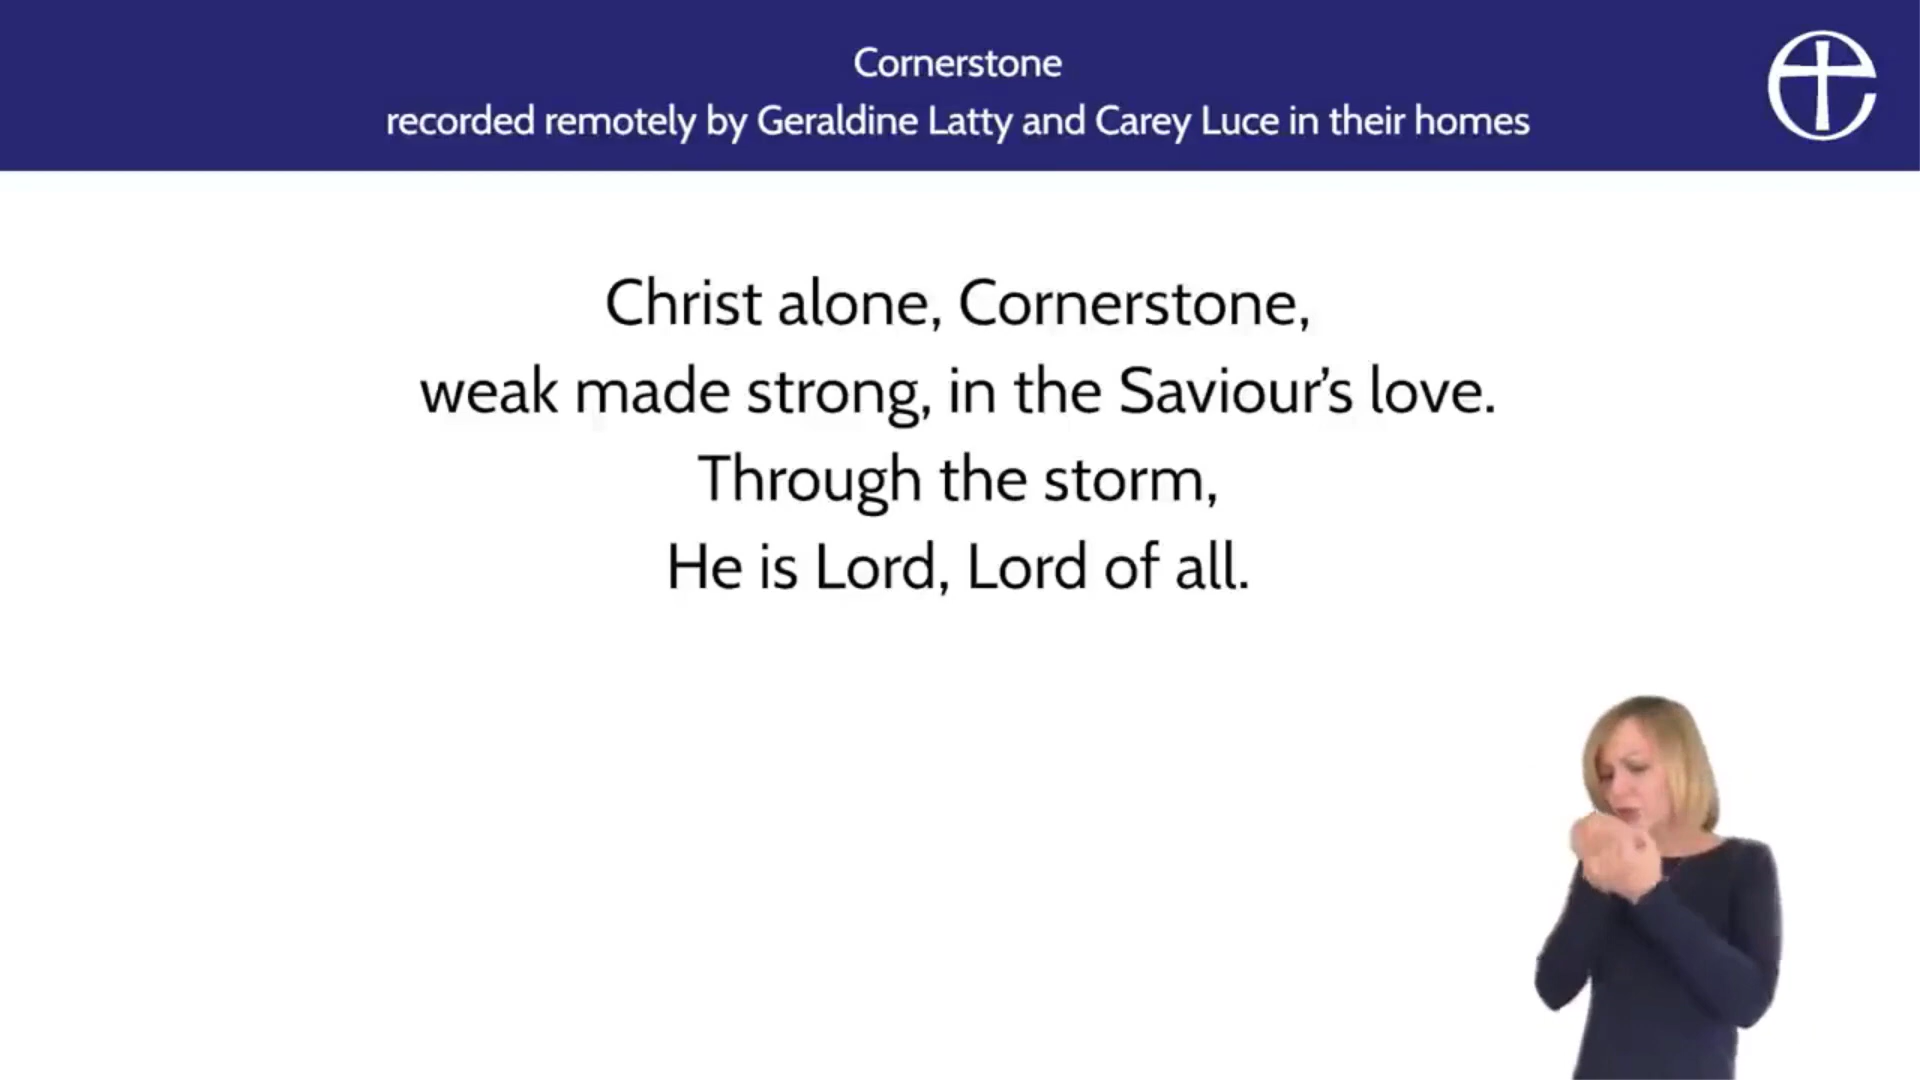 Cornerstone
recorded remotely by Geraldine Latty and Carey Luce in their homes
Christ alone, Cornerstone,
weak made strong, in the Saviour’s love.
Through the storm,
He is Lord, Lord of all.